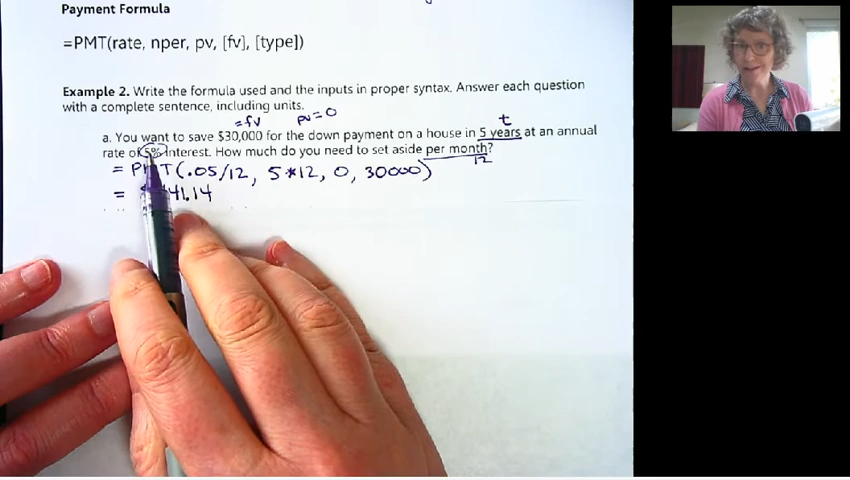 Payment Formula
=PMT(rate, nper, pv, [fv], [type])
Example 2. Write the formula used and the inputs in proper syntax. Answer each question
with a complete sentence, including units.
=fv pv=0 t
a. You want to save $30,000 for the down payment on a house in 5 years at an annual
rate of 5% interest. How much do you need to set aside per month?
12
= PMT (.05/12, 5*12, 0, 30000)
= 41.14